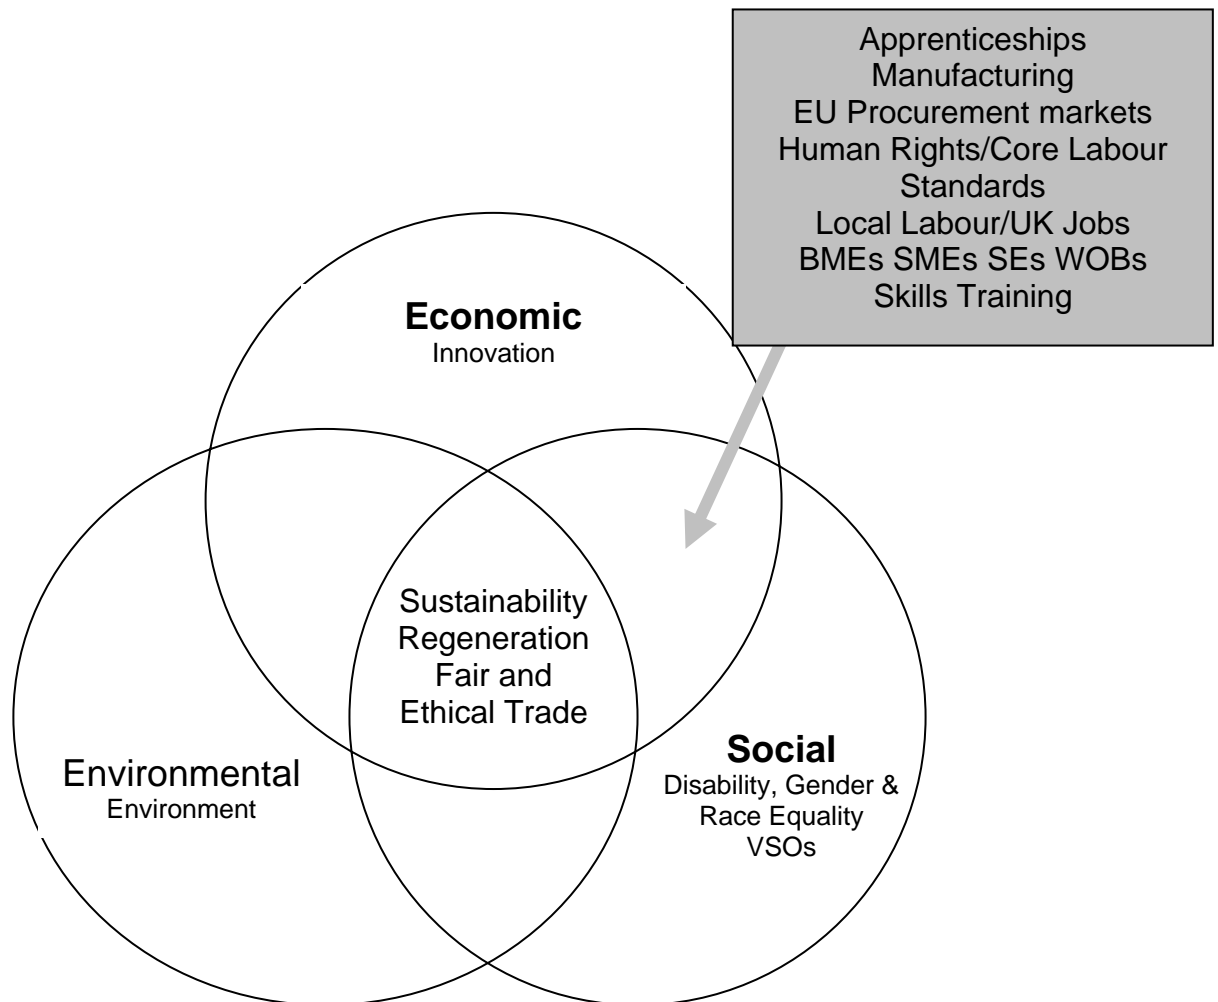 Apprenticeships
Manufacturing
EU Procurement markets
Human Rights/Core Labour
Standards
Local Labour/UK Jobs
BMEs SMEs SEs WOBs
Skills Training
Economic
Innovation
Sustainability
Regeneration
Fair and
Ethical Trade
Environmental
Environment
Social
Disability, Gender &
Race Equality
VSOs